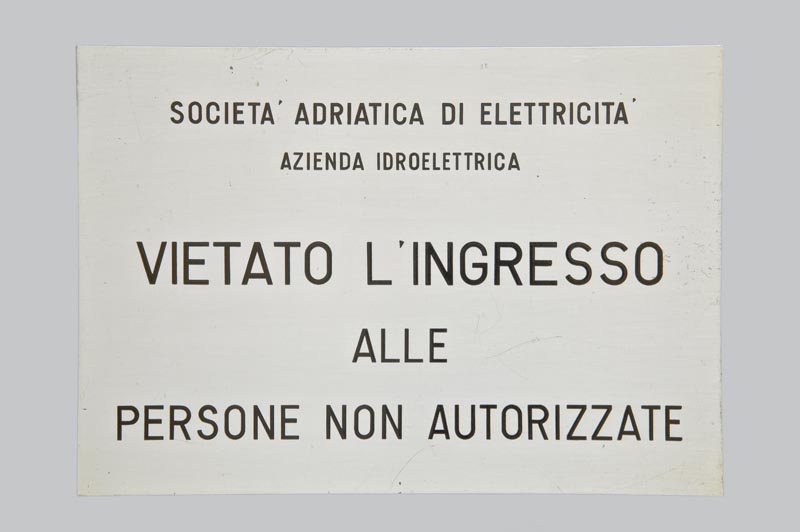 SOCIETA' ADRIATICA DI ELETTRICITA'
AZIENDA IDROELETTRICA
VIETATO L'INGRESSO
ALLE
PERSONE NON AUTORIZZATE